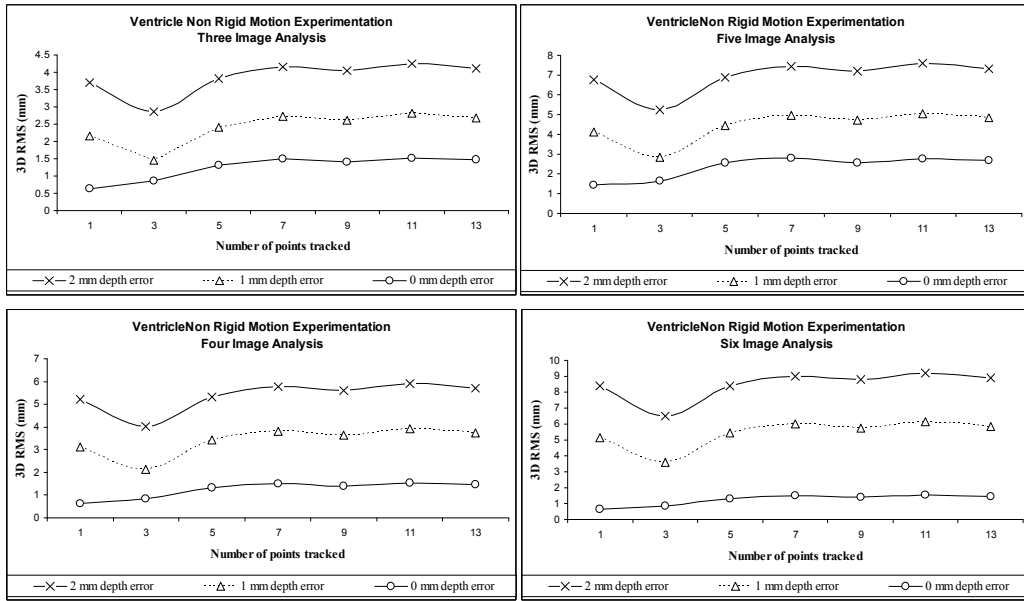 Ventricle Non Rigid Motion Experimentation
Three Image Analysis
3D RMS (mm)
4.5
4
3.5
3
2.5
2
1.5
1
0.5
0
1 3 5 7 9 11 13
Number of points tracked
2 mm depth error 1 mm depth error 0 mm depth error
VentricleNon Rigid Motion Experimentation
Five Image Analysis
3D RMS (mm)
8
7
6
5
4
3
2
1
0
1 3 5 7 9 11 13
Number of points tracked
2 mm depth error 1 mm depth error 0 mm depth error
VentricleNon Rigid Motion Experimentation
Four Image Analysis
3D RMS (mm)
7
6
5
4
3
2
1
0
1 3 5 7 9 11 13
Number of points tracked
2 mm depth error 1 mm depth error 0 mm depth error
VentricleNon Rigid Motion Experimentation
Six Image Analysis
3D RMS (mm)
10
9
8
7
6
5
4
3
2
1
0
1 3 5 7 9 11 13
Number of points tracked
2 mm depth error 1 mm depth error 0 mm depth error